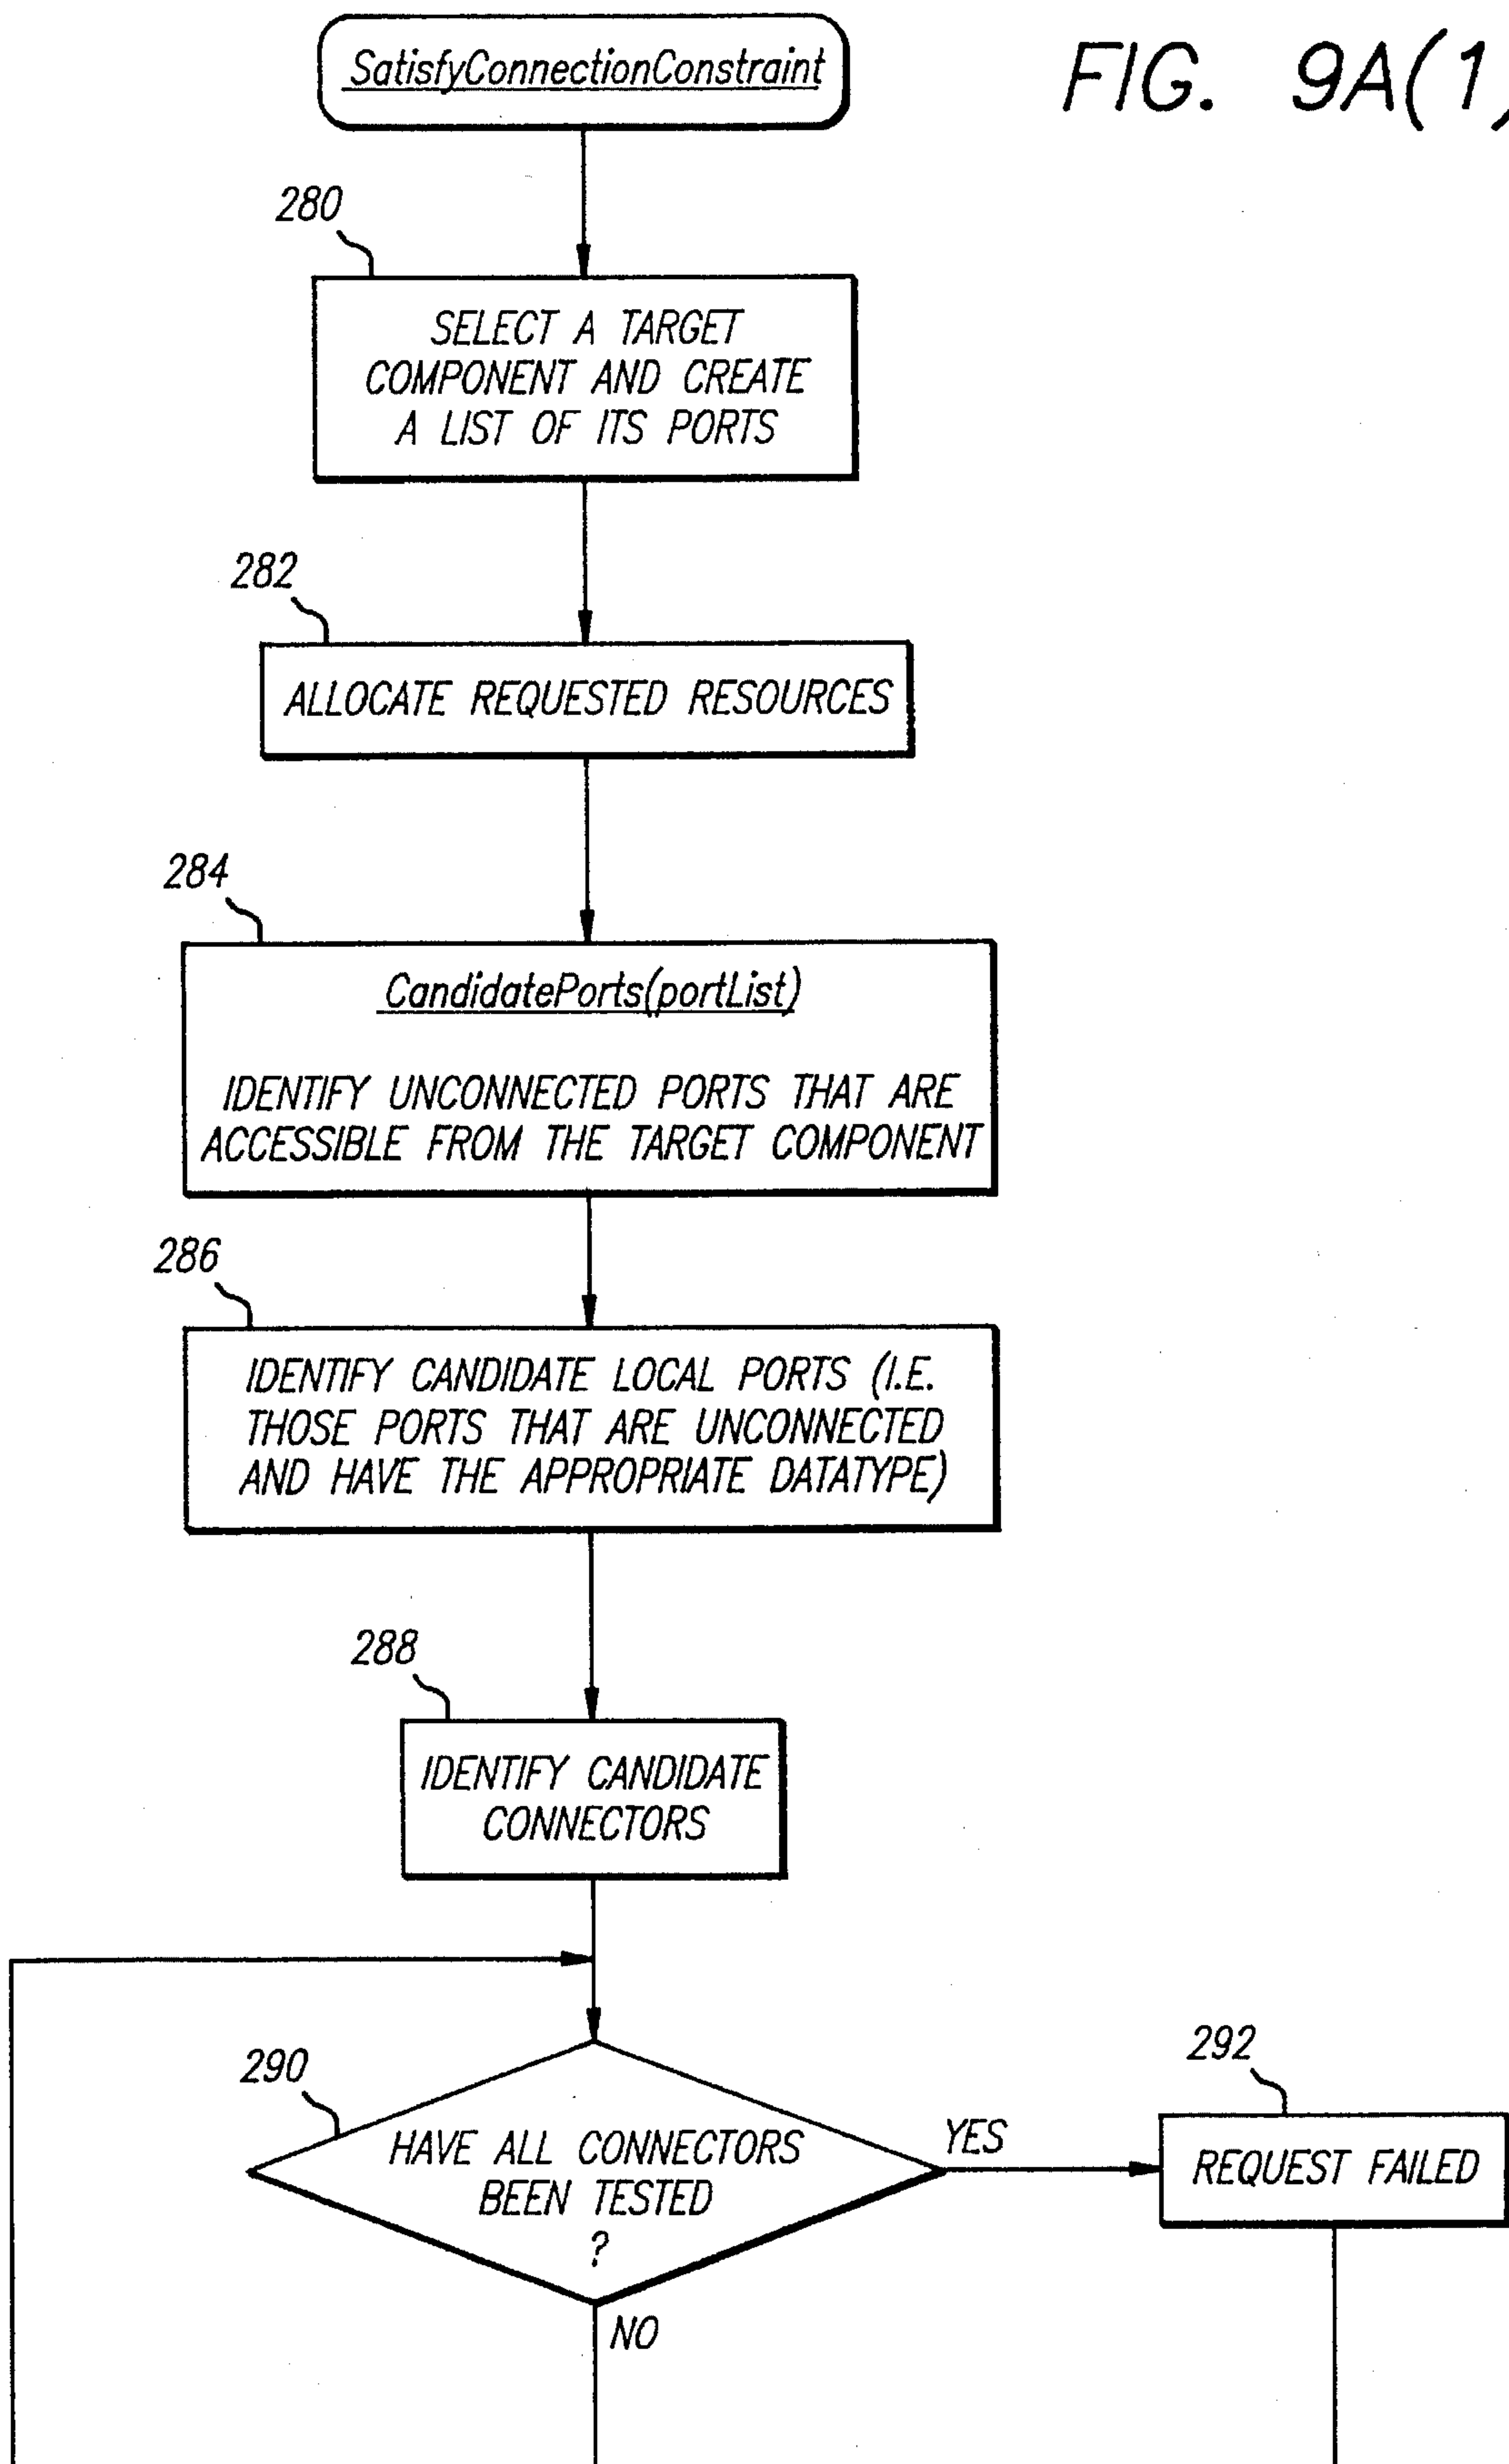 SatisfyConnectionConstraint
FIG. 9A(1)
280
SELECT A TARGET
COMPONENT AND CREATE
A LIST OF ITS PORTS
282
ALLOCATE REQUESTED RESOURCES
284
CandidatePorts(portList)
IDENTIFY UNCONNECTED PORTS THAT ARE
ACCESSIBLE FROM THE TARGET COMPONENT
286
IDENTIFY CANDIDATE LOCAL PORTS (I.E.
THOSE PORTS THAT ARE UNCONNECTED
AND HAVE THE APPROPRIATE DATATYPE)
288
IDENTIFY CANDIDATE
CONNECTORS
290
HAVE ALL CONNECTORS
BEEN TESTED
?
YES
292
REQUEST FAILED
NO